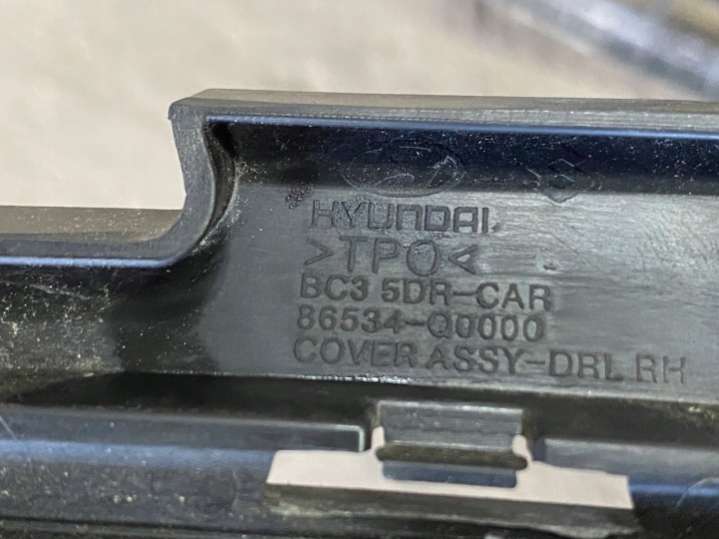 HYUNDAI
>TPO<
BC3 5DR-CAR
86534-Q0000
COVER ASSY-DRL RH